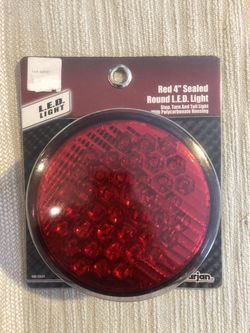 Red 4" Sealed
Round L.E.D. Light
Stop, Turn And Tail Light
With Polycarbonate Housing
L.E.D.
LIGHT